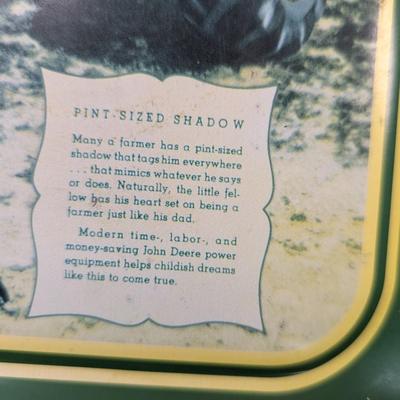 PINT-SIZED SHADOW
Many a farmer has a pint-sized
shadow that tags him everywhere
. . . that mimics whatever he says
or does. Naturally, the little fel-
low has his heart set on being a
farmer just like his dad.
Modern time-, labor-, and
money-saving John Deere power
equipment helps childish dreams
like this to come true.